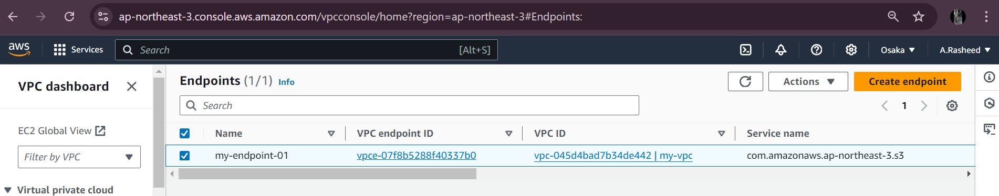 ap-northeast-3.console.aws.amazon.com/vpcconsole/home?region=ap-northeast-3#Endpoints:
aws Services Search [Alt+S] Osaka A.Rasheed
VPC dashboard
EC2 Global View
Filter by VPC
Virtual private cloud
Endpoints (1/1) Info Actions Create endpoint
Search 1
Name VPC endpoint ID VPC ID Service name
my-endpoint-01 vpce-07f8b5288f40337b0 vpc-045d4bad7b34de442 | my-vpc com.amazonaws.ap-northeast-3.s3